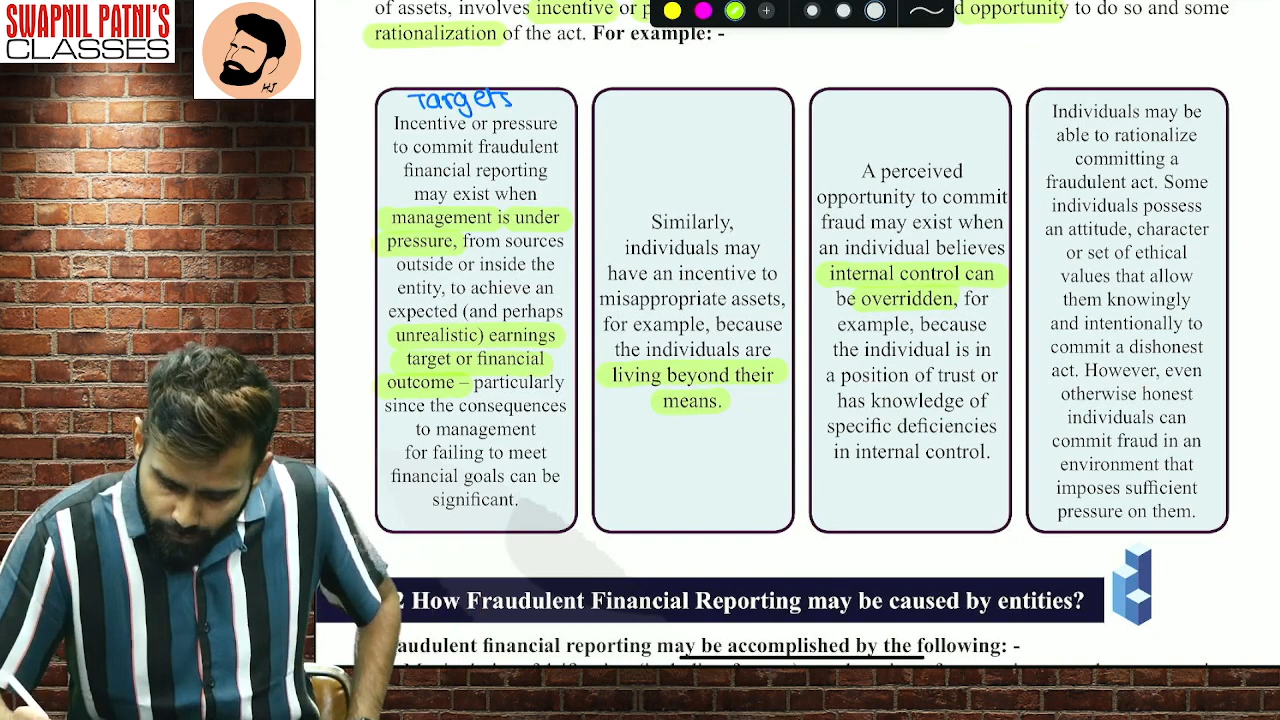 SWAPNIL PATNI'S
CLASSES
HJ
of assets, involves incentive or
opportunity to do so and some
rationalization of the act. For example: -
Targets
Incentive or pressure
to commit fraudulent
financial reporting
may exist when
management is under
pressure, from sources
outside or inside the
entity, to achieve an
expected (and perhaps
unrealistic) earnings
target or financial
outcome – particularly
since the consequences
to management
for failing to meet
financial goals can be
significant.
Similarly,
individuals may
have an incentive to
misappropriate assets,
for example, because
the individuals are
living beyond their
means.
A perceived
opportunity to commit
fraud may exist when
an individual believes
internal control can
be overridden, for
example, because
the individual is in
a position of trust or
has knowledge of
specific deficiencies
in internal control.
Individuals may be
able to rationalize
committing a
fraudulent act. Some
individuals possess
an attitude, character
or set of ethical
values that allow
them knowingly
and intentionally to
commit a dishonest
act. However, even
otherwise honest
individuals can
commit fraud in an
environment that
imposes sufficient
pressure on them.
2 How Fraudulent Financial Reporting may be caused by entities?
audulent financial reporting may be accomplished by the following: -